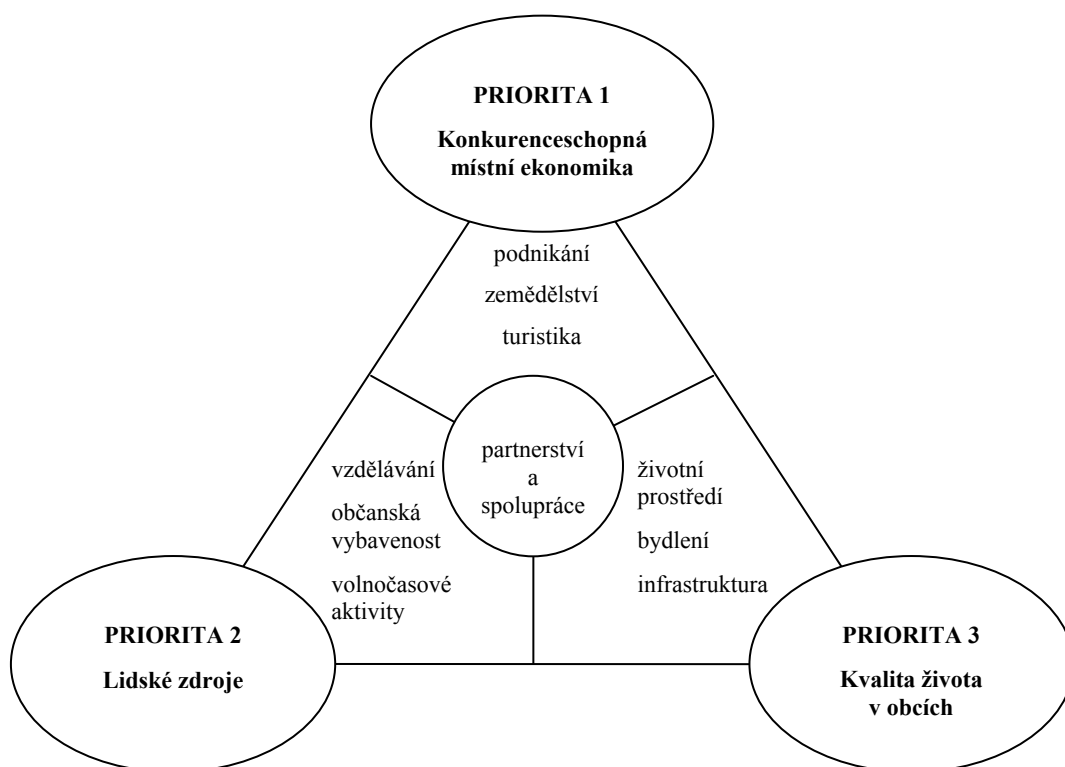 PRIORITA 1
Konkurenceschopná
místní ekonomika
podnikání
zemědělství
turistika
partnerství
a
spolupráce
vzdělávání
občanská
vybavenost
volnočasové
aktivity
životní
prostředí
bydlení
infrastruktura
PRIORITA 2
Lidské zdroje
PRIORITA 3
Kvalita života
v obcích